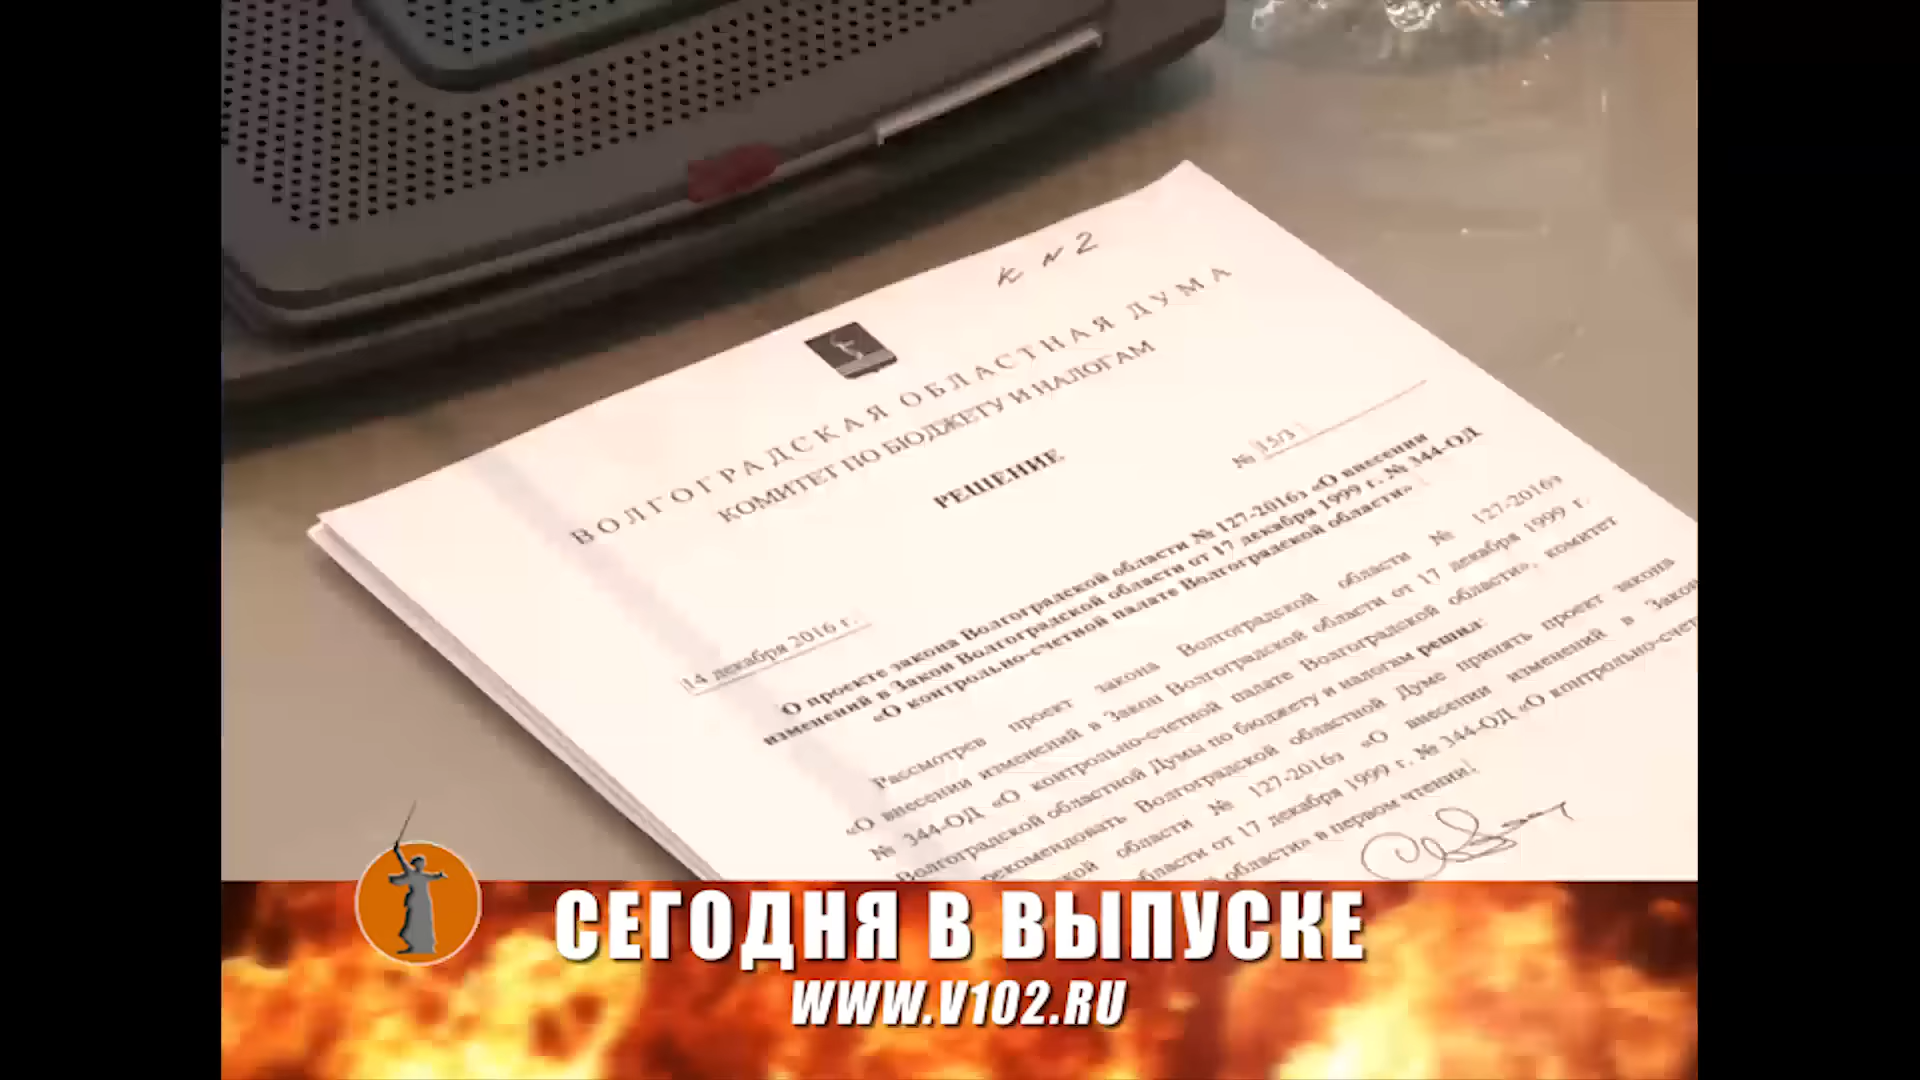 К N 2
ВОЛГОГРАДСКАЯ ОБЛАСТНАЯ ДУМА
КОМИТЕТ ПО БЮДЖЕТУ И НАЛОГАМ
РЕШЕНИЕ
14 декабря 2016 г. № 15/3
О проекте закона Волгоградской области № 127-2016з «О внесении
изменений в Закон Волгоградской области от 17 декабря 1999 г. № 344-ОД
«О контрольно-счетной палате Волгоградской области»
Рассмотрев проект закона Волгоградской области № 127-2016з
«О внесении изменений в Закон Волгоградской области от 17 декабря 1999 г.
№ 344-ОД «О контрольно-счетной палате Волгоградской области», комитет
Волгоградской областной Думы по бюджету и налогам решил:
рекомендовать Волгоградской областной Думе принять проект закона
области № 127-2016з «О внесении изменений в Закон
области от 17 декабря 1999 г. № 344-ОД «О контрольно-счет
области» в первом чтении.
СЕГОДНЯ В ВЫПУСКЕ
WWW.V102.RU